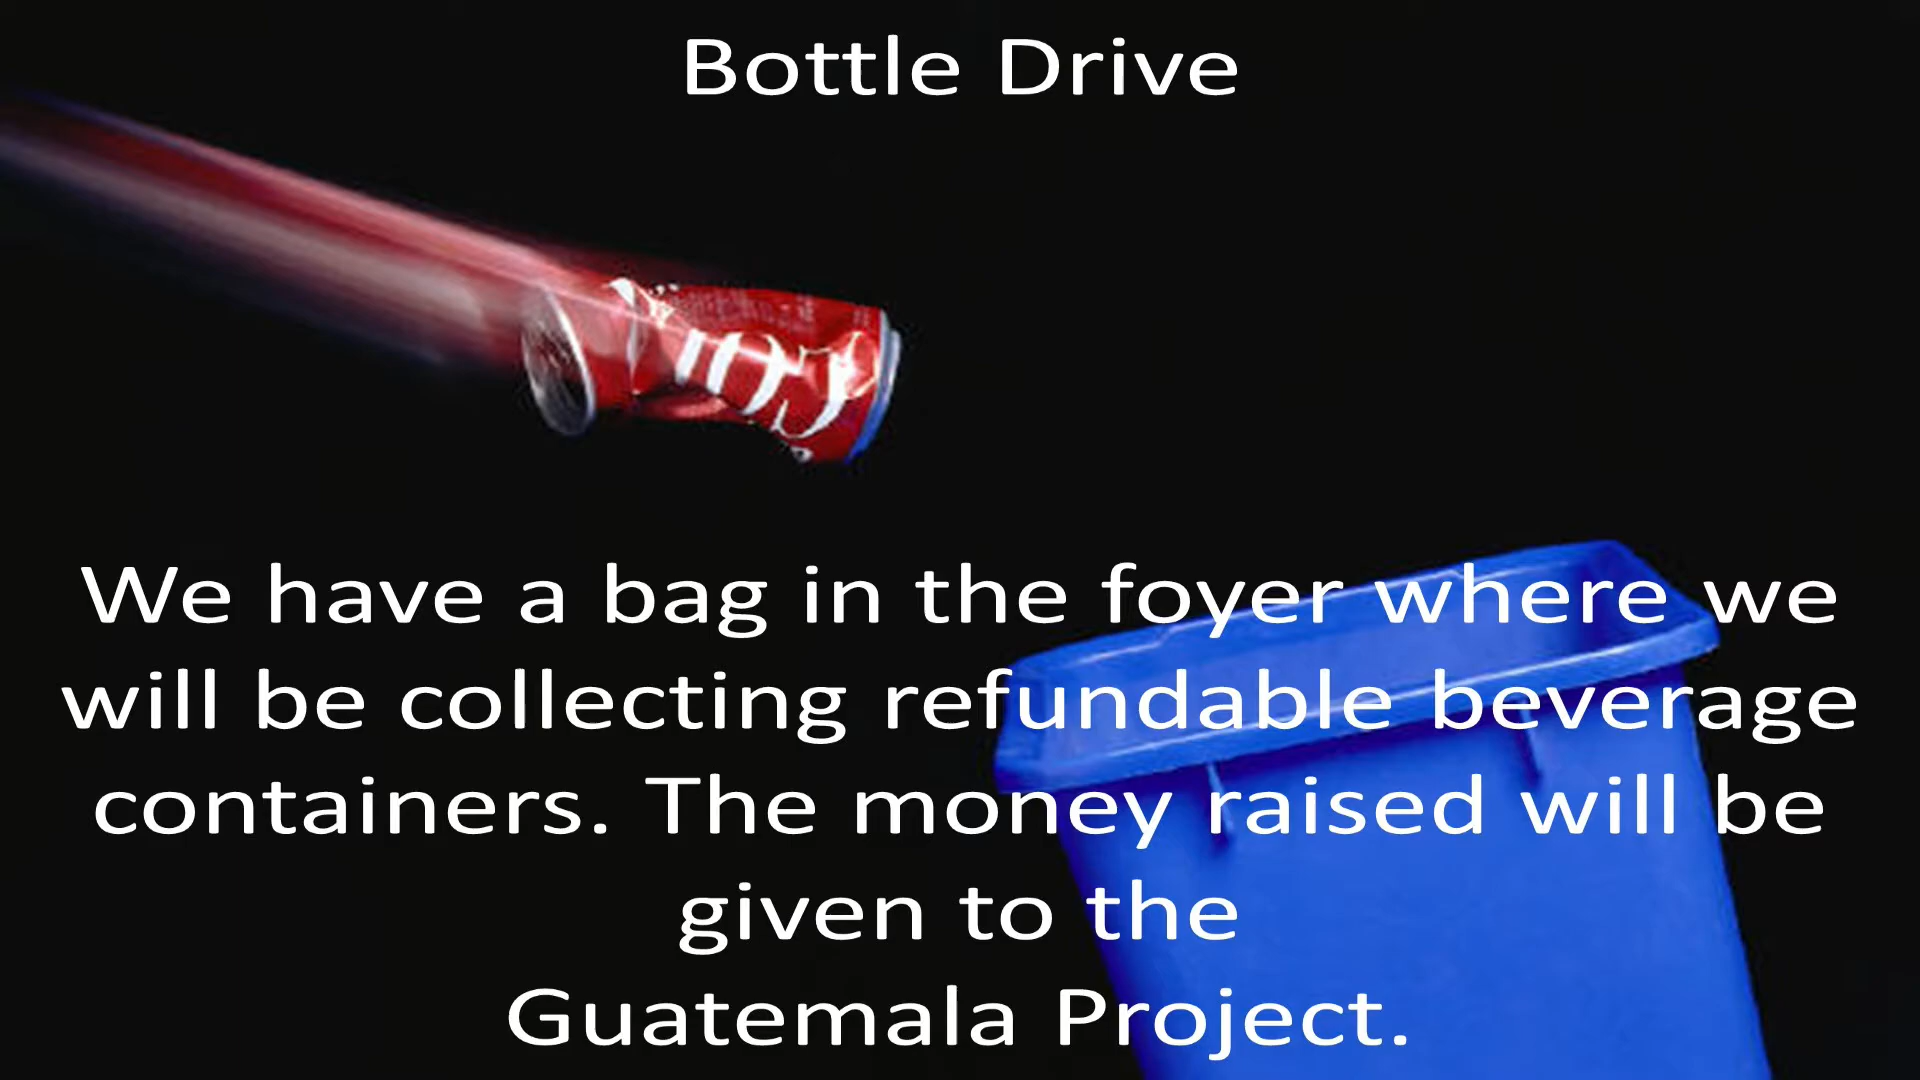 Bottle Drive
We have a bag in the foyer where we
will be collecting refundable beverage
containers. The money raised will be
given to the
Guatemala Project.